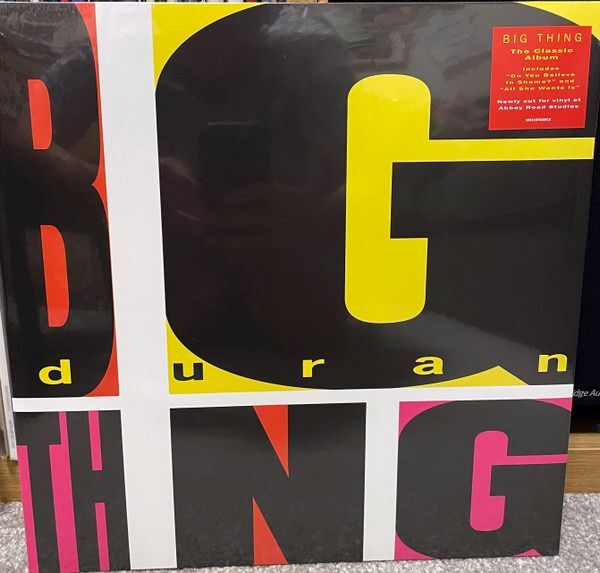 BIG
duran
THING
BIG THING
The Classic
Album
Includes
"Do You Believe
in Shame?" and
"All She Wants Is"
Newly cut for vinyl at
Abbey Road Studios